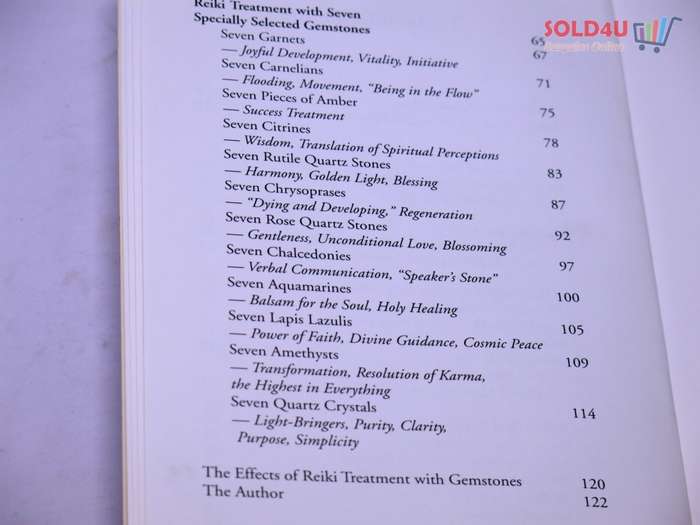 Reiki Treatment with Seven
Specially Selected Gemstones 65
Seven Garnets 67
— Joyful Development, Vitality, Initiative
Seven Carnelians 71
— Flooding, Movement, “Being in the Flow”
Seven Pieces of Amber 75
— Success Treatment
Seven Citrines 78
— Wisdom, Translation of Spiritual Perceptions
Seven Rutile Quartz Stones 83
— Harmony, Golden Light, Blessing
Seven Chrysoprases 87
— “Dying and Developing,” Regeneration
Seven Rose Quartz Stones 92
— Gentleness, Unconditional Love, Blossoming
Seven Chalcedonies 97
— Verbal Communication, “Speaker’s Stone”
Seven Aquamarines 100
— Balsam for the Soul, Holy Healing
Seven Lapis Lazulis 105
— Power of Faith, Divine Guidance, Cosmic Peace
Seven Amethysts 109
— Transformation, Resolution of Karma,
the Highest in Everything
Seven Quartz Crystals 114
— Light-Bringers, Purity, Clarity,
Purpose, Simplicity
The Effects of Reiki Treatment with Gemstones 120
The Author 122
SOLD4U
Online